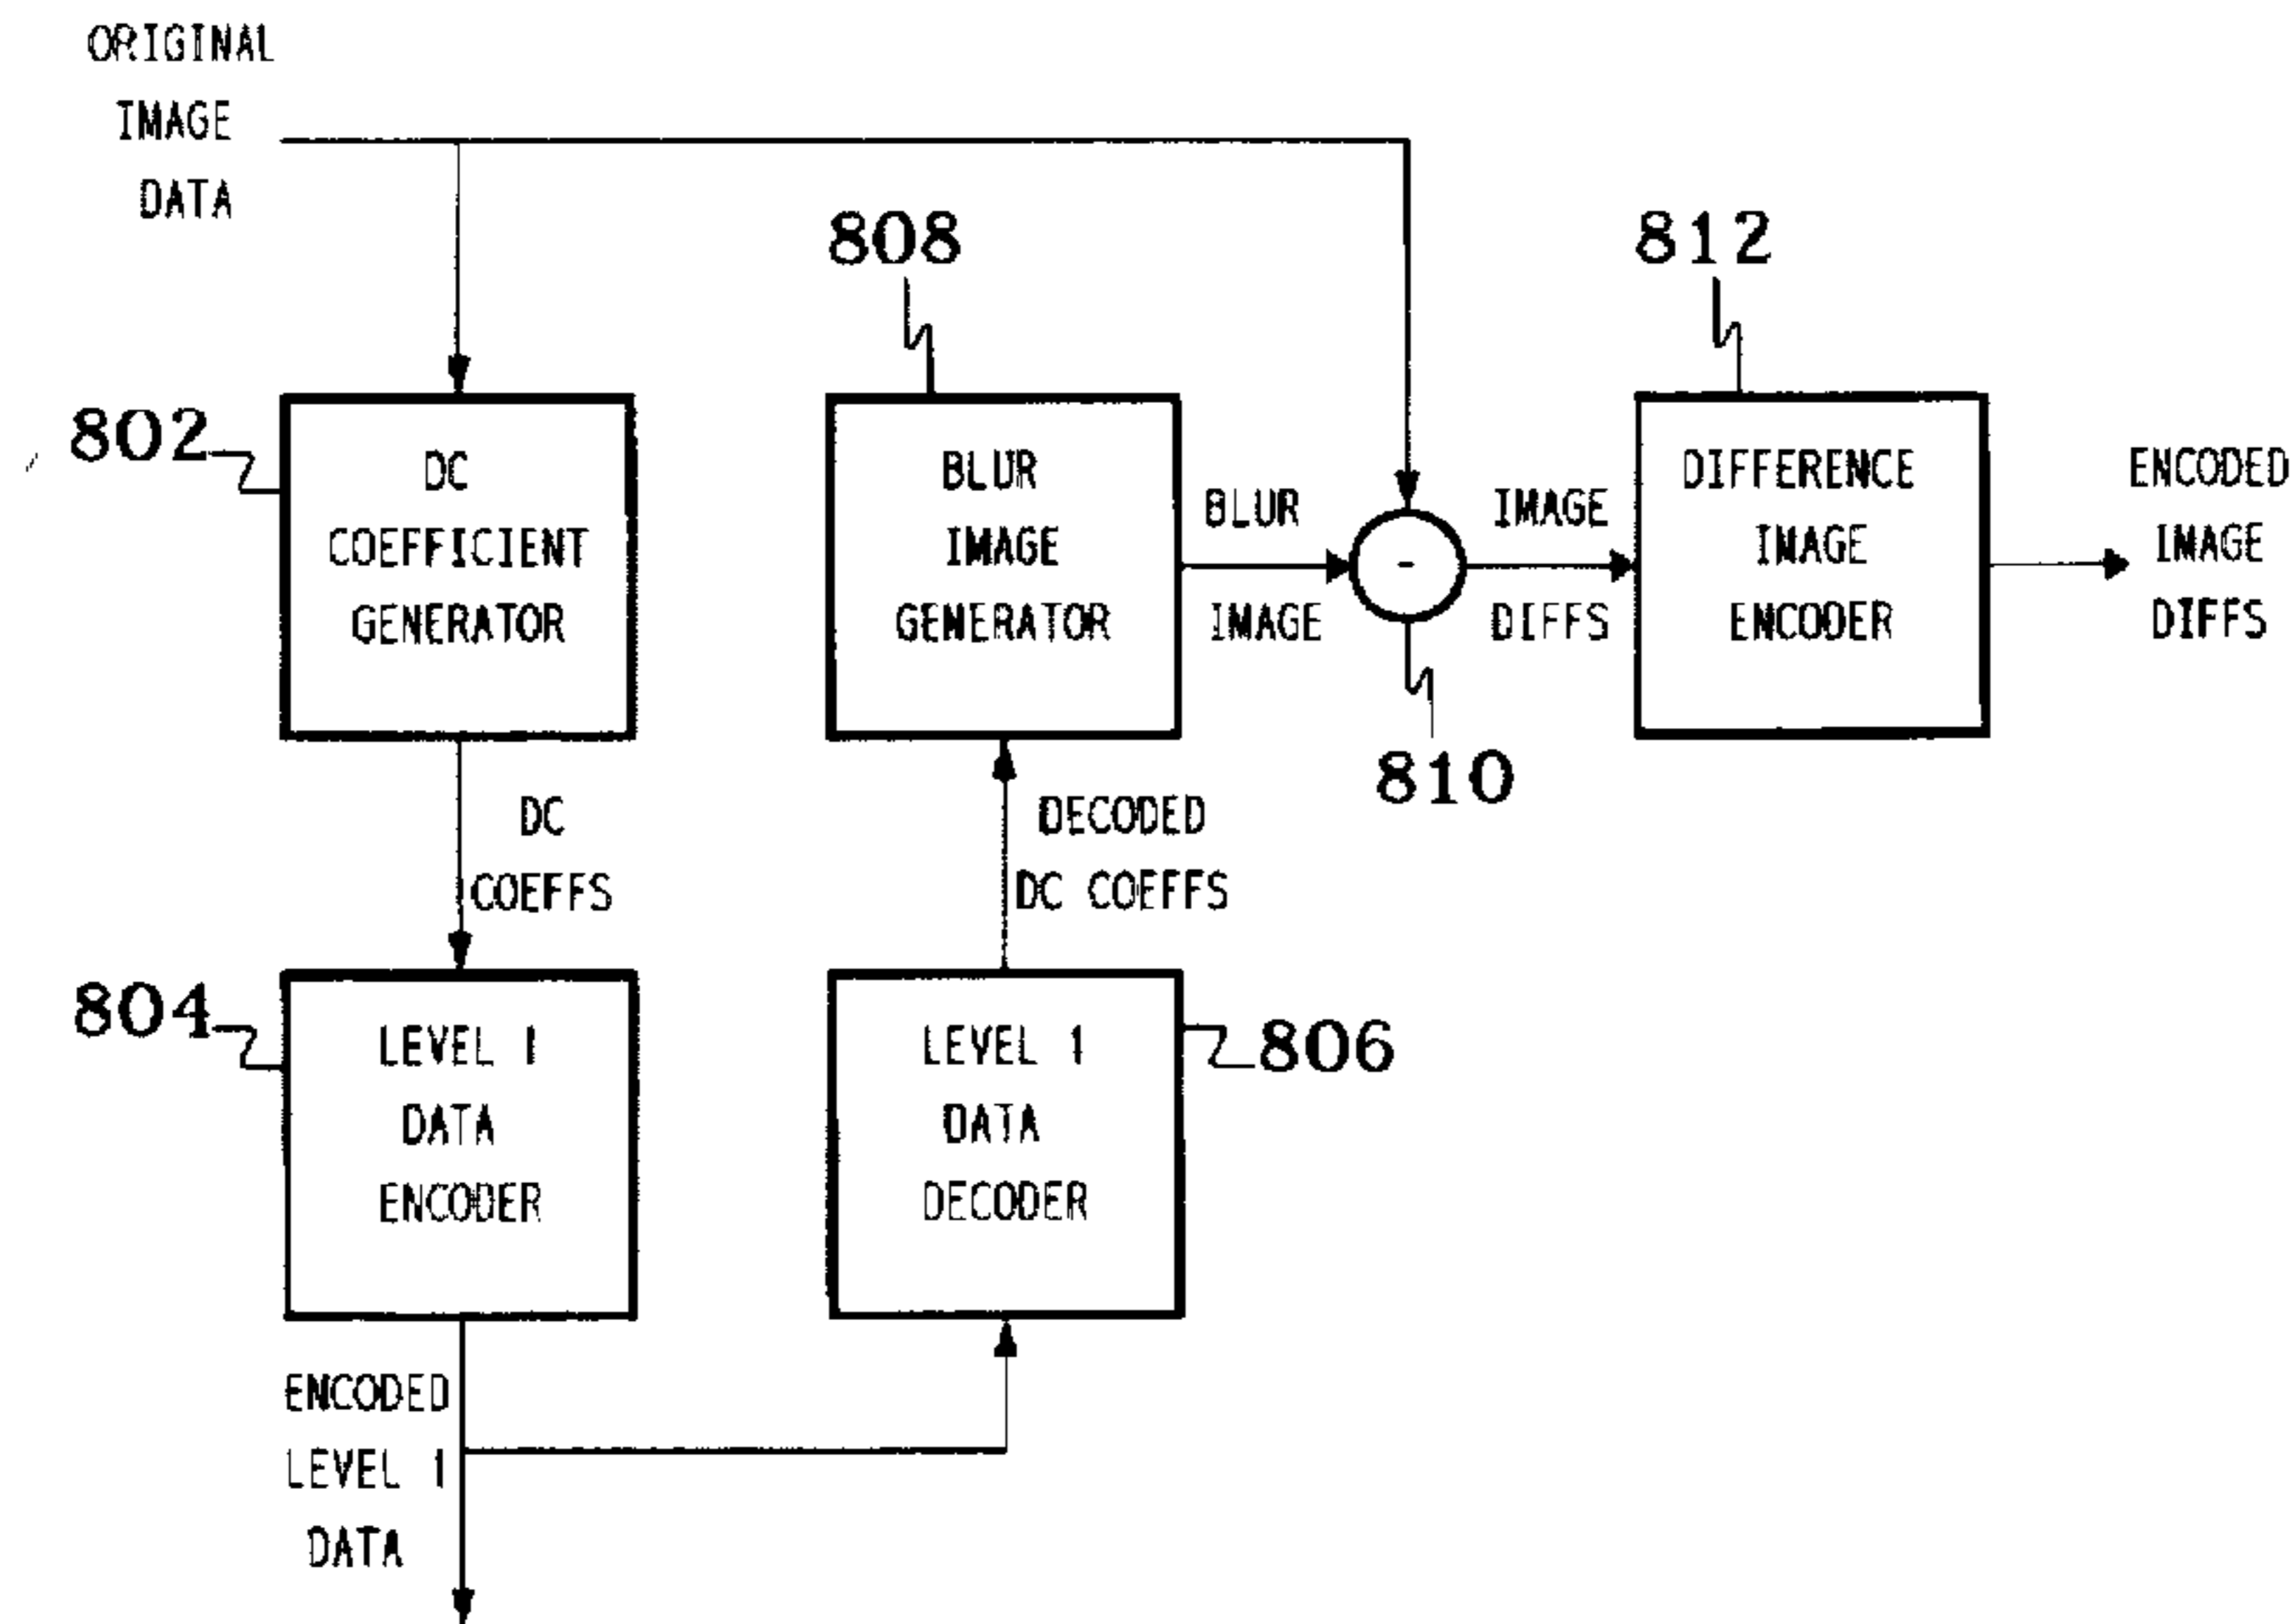 ORIGINAL
IMAGE
DATA
808
812
802
DC
COEFFICIENT
GENERATOR
BLUR
IMAGE
GENERATOR
BLUR
IMAGE
-
IMAGE
DIFFS
DIFFERENCE
IMAGE
ENCODER
ENCODED
IMAGE
DIFFS
810
DC
COEFFS
DECODED
DC COEFFS
804
LEVEL 1
DATA
ENCODER
LEVEL 1
DATA
DECODER
806
ENCODED
LEVEL 1
DATA